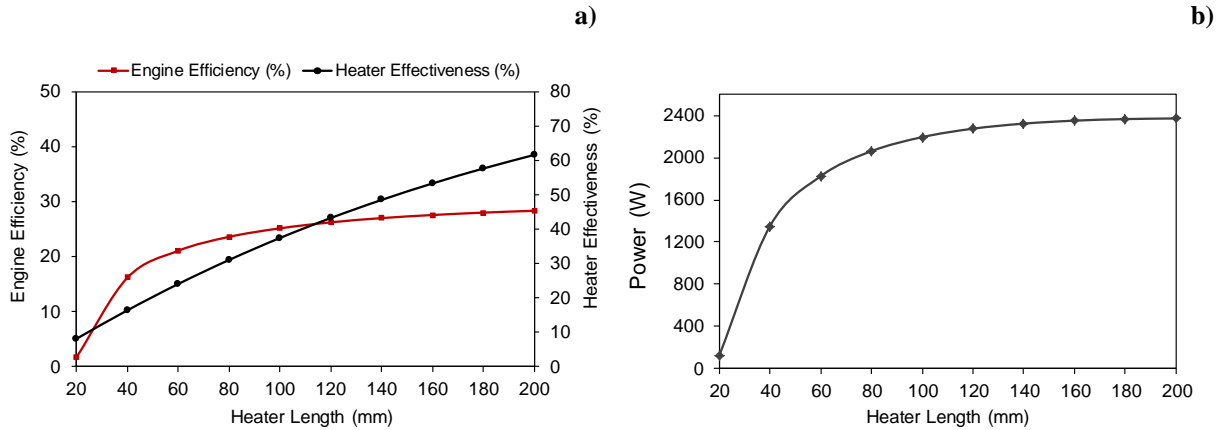 a)
b)
Engine Efficiency (%) Heater Effectiveness (%)
Engine Efficiency (%)
50
40
30
20
10
0
80
70
60
50
40
30
20
10
0
Heater Effectiveness (%)
20 40 60 80 100 120 140 160 180 200
Heater Length (mm)
Power (W)
2400
2000
1600
1200
800
400
0
20 40 60 80 100 120 140 160 180 200
Heater Length (mm)